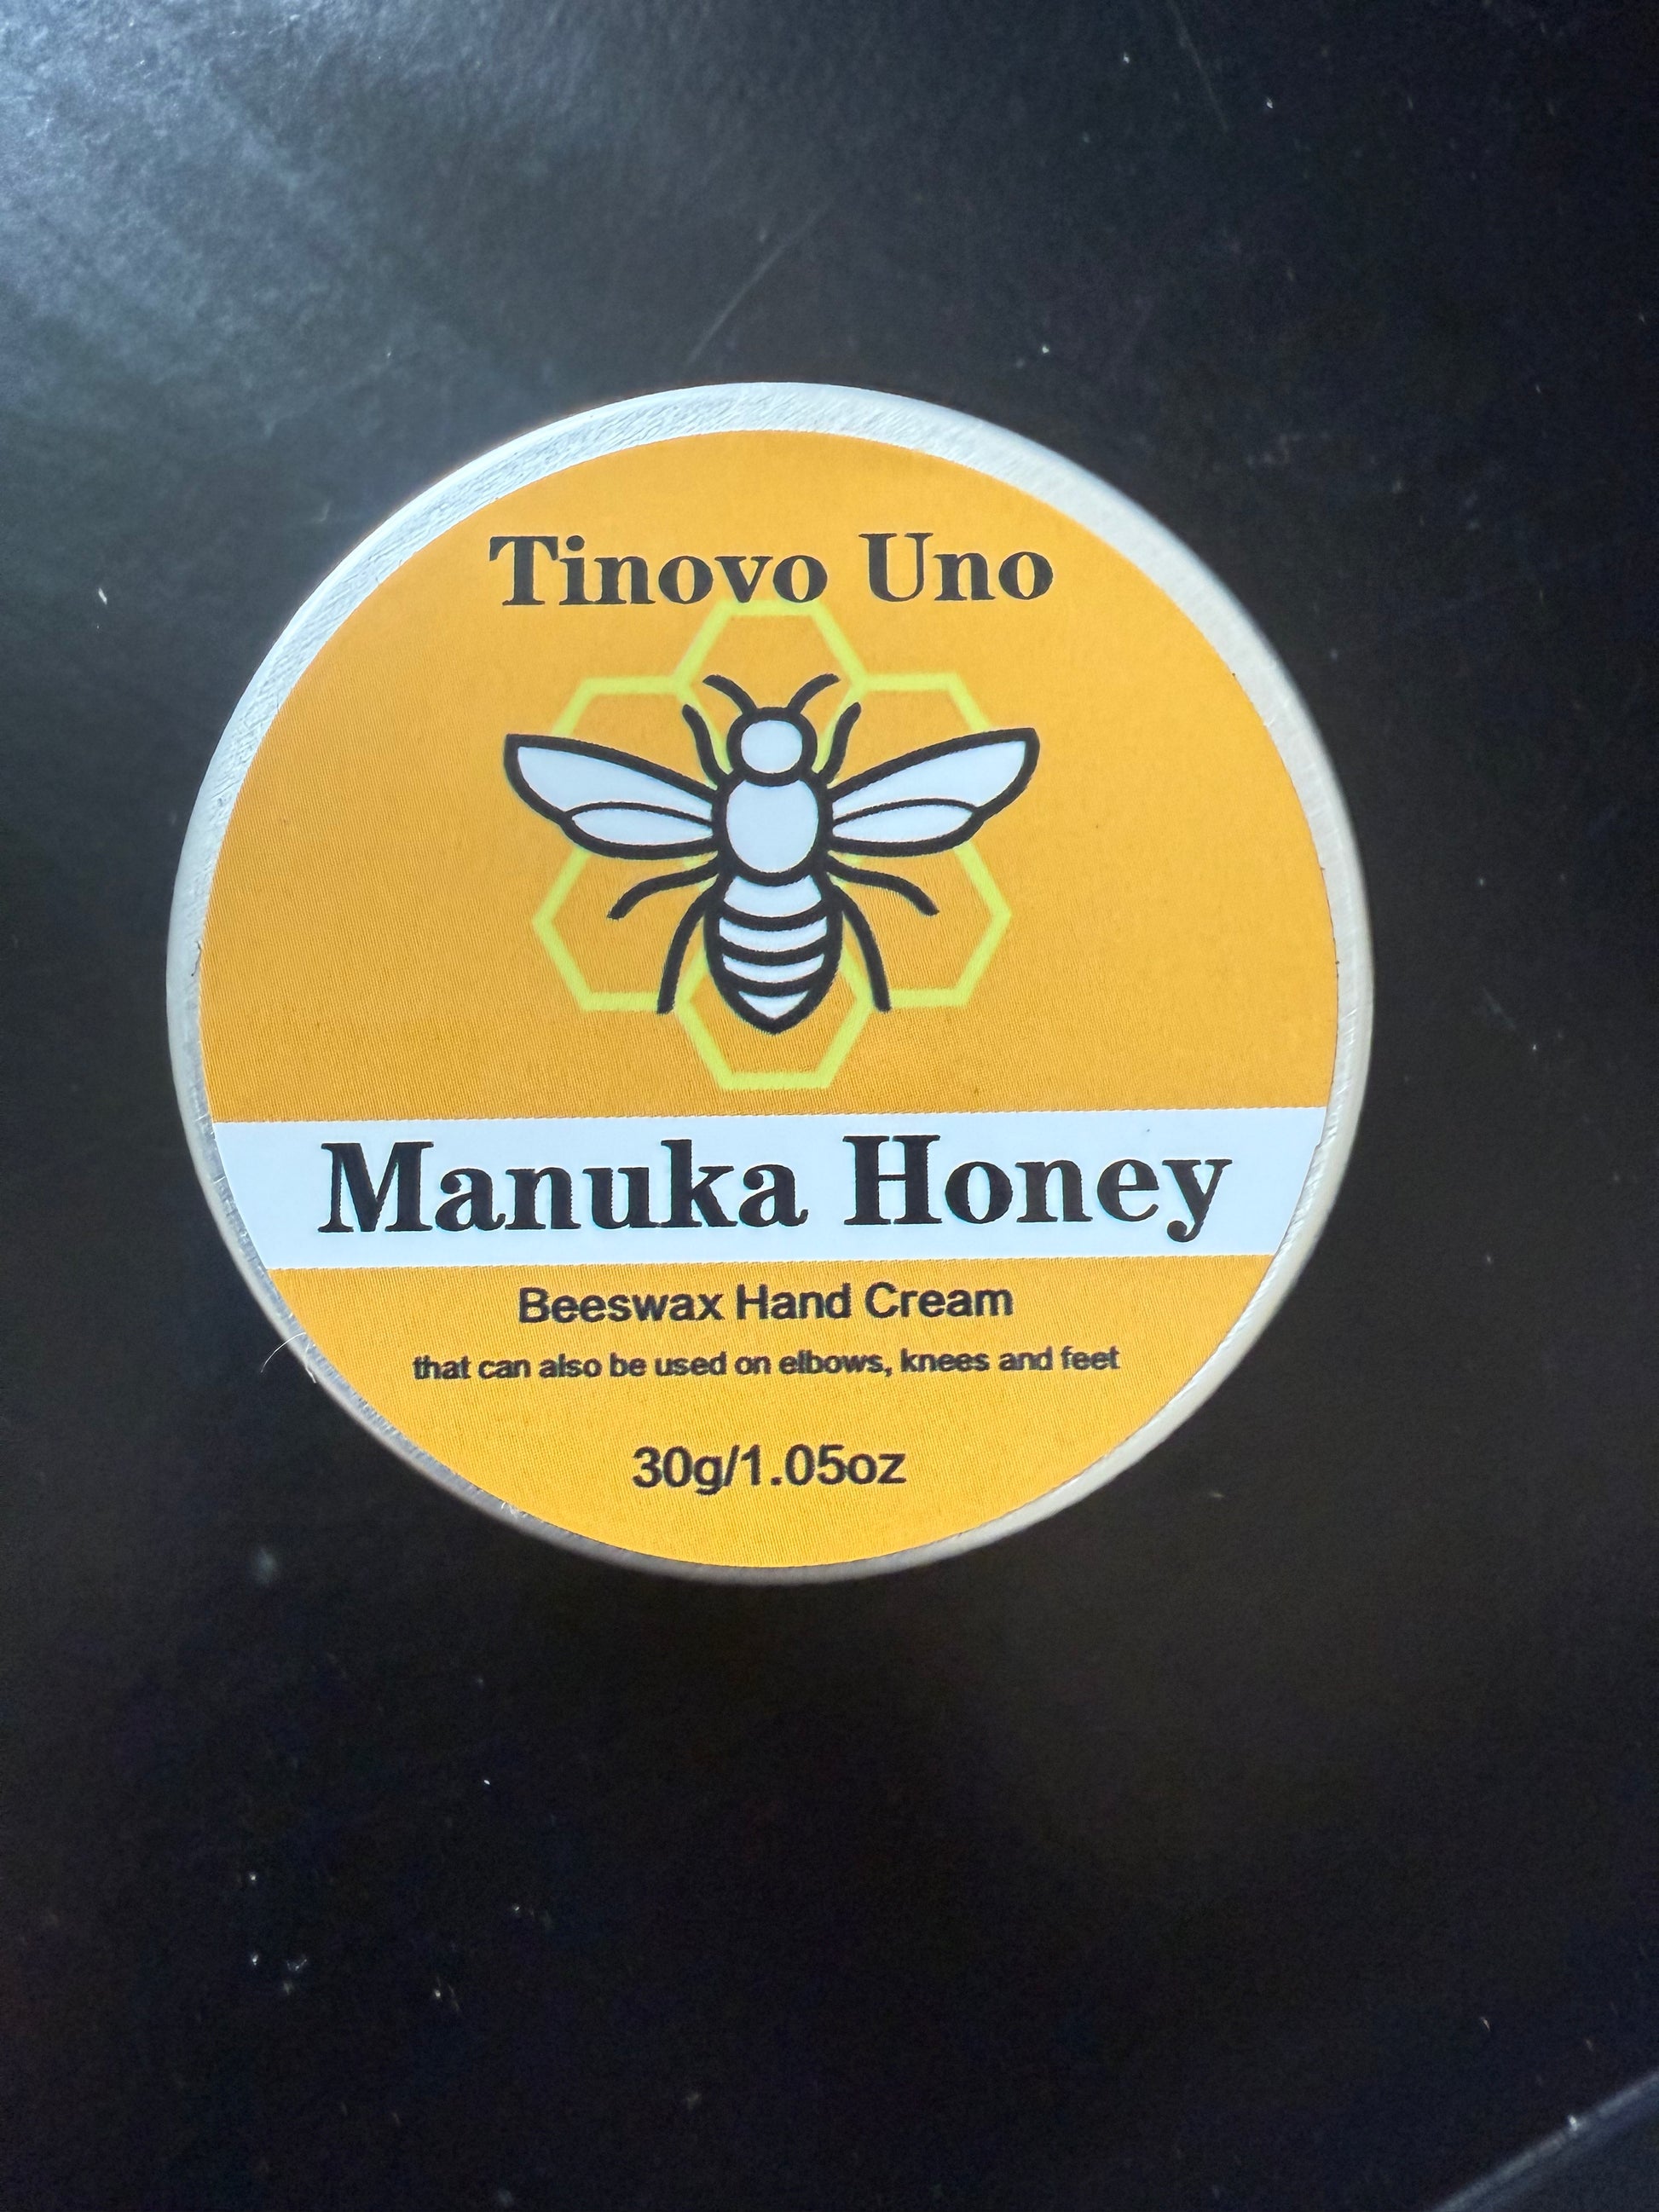 Tinovo Uno
Manuka Honey
Beeswax Hand Cream
that can also be used on elbows, knees and feet
30g/1.05oz